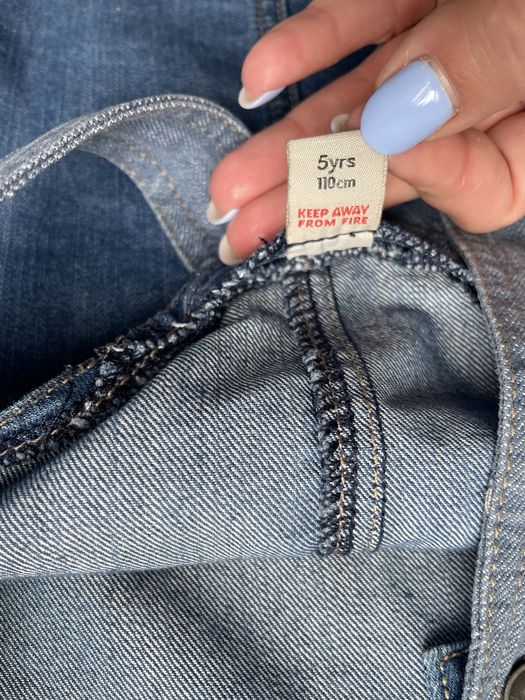 5yrs
110cm
KEEP AWAY
FROM FIRE